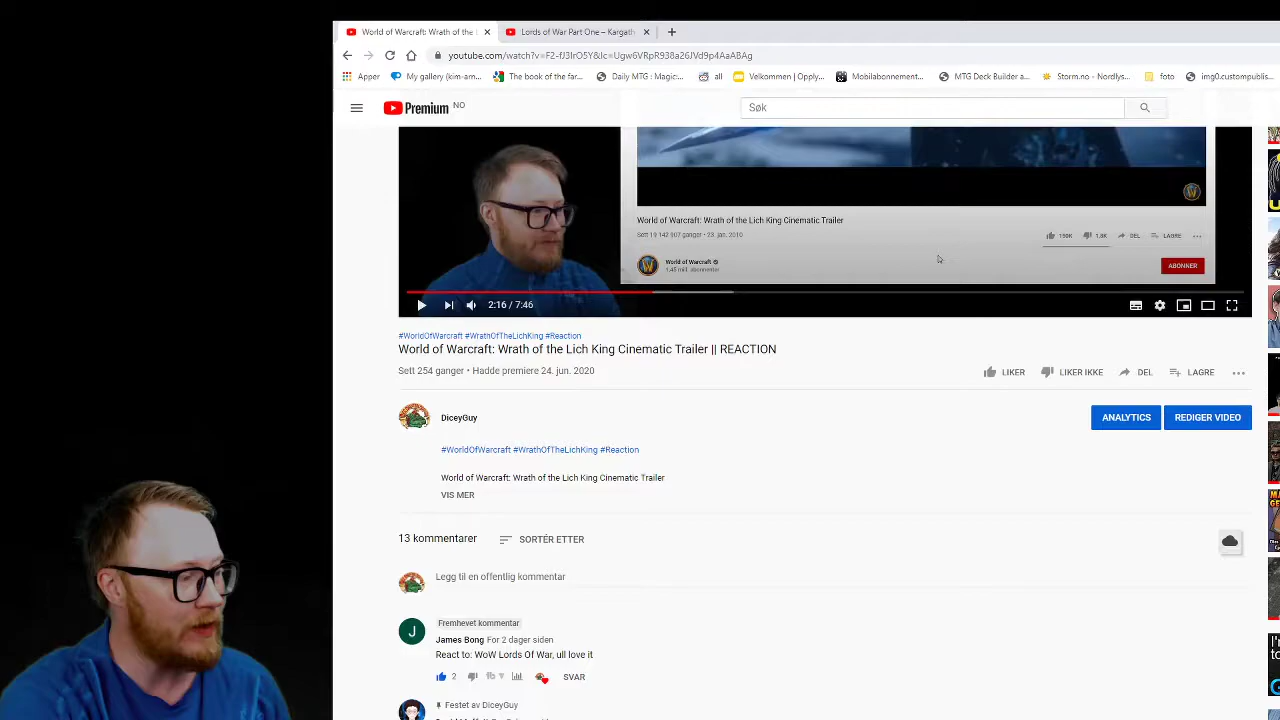 World of Warcraft: Wrath of the L
Lords of War Part One – Kargath
youtube.com/watch?v=F2-fJ3IrO5Y&lc=Ugw6VRpR938a26JVd9p4AaABAg
Apper
My gallery (kim-am...
The book of the far...
Daily MTG : Magic...
all
Velkommen | Opply...
Mobilabonnement...
MTG Deck Builder a...
Storm.no - Nordlys...
foto
img0.custompublis...
Premium NO
Søk
World of Warcraft: Wrath of the Lich King Cinematic Trailer
Sett 19 142 907 ganger • 23. jan. 2010
190K
1,8K
DEL
LAGRE
World of Warcraft
1,45 mill. abonnenter
ABONNER
2:16 / 7:46
#WorldOfWarcraft #WrathOfTheLichKing #Reaction
World of Warcraft: Wrath of the Lich King Cinematic Trailer || REACTION
Sett 254 ganger • Hadde premiere 24. jun. 2020
LIKER
LIKER IKKE
DEL
LAGRE
DiceyGuy
ANALYTICS
REDIGER VIDEO
#WorldOfWarcraft #WrathOfTheLichKing #Reaction
World of Warcraft: Wrath of the Lich King Cinematic Trailer
VIS MER
13 kommentarer
SORTÉR ETTER
Legg til en offentlig kommentar
J
Fremhevet kommentar
James Bong For 2 dager siden
React to: WoW Lords Of War, ull love it
2
SVAR
Festet av DiceyGuy